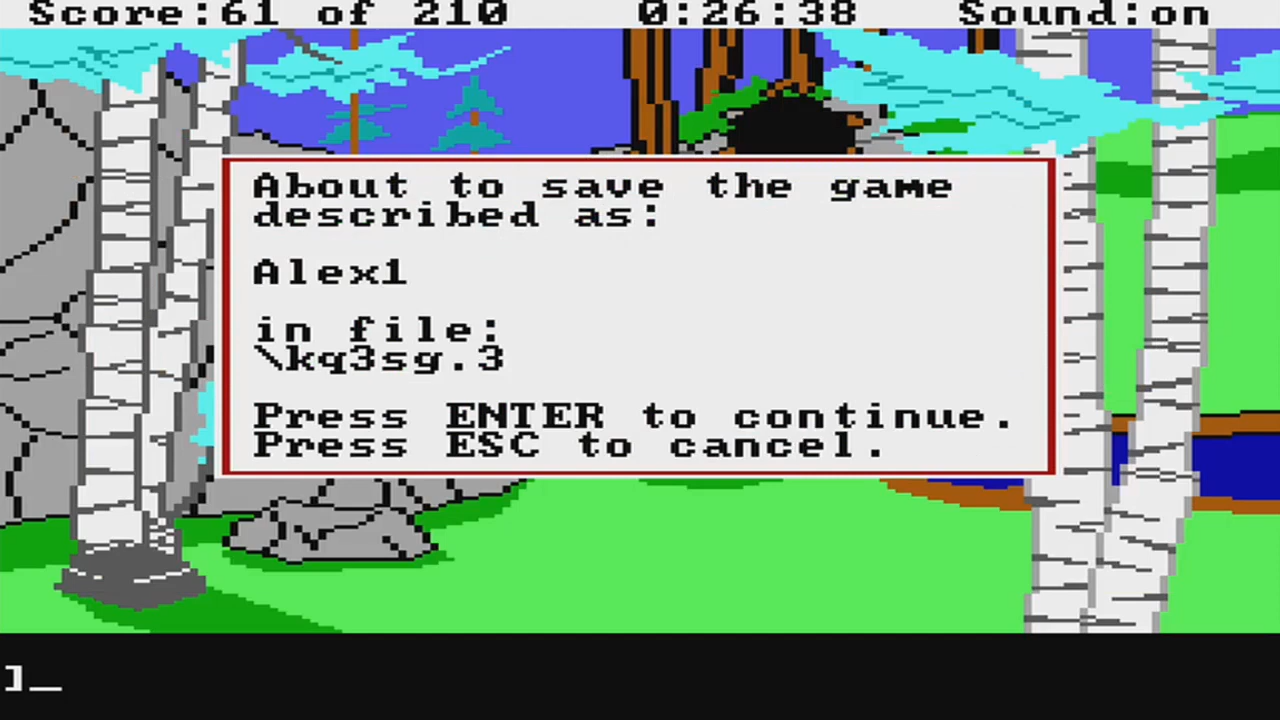 Score:61 of 210 0:26:38 Sound:on
About to save the game
described as:
Alex1
in file:
\kq3sg.3
Press ENTER to continue.
Press ESC to cancel.
]_